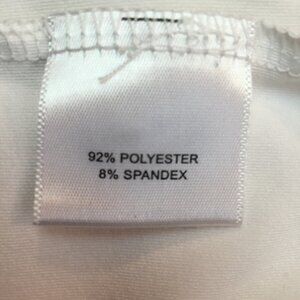 92% POLYESTER
8% SPANDEX